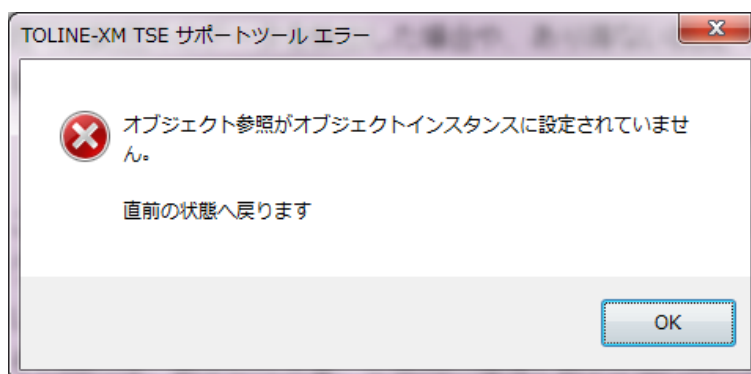 TOLINE-XM TSE サポートツール エラー
オブジェクト参照がオブジェクトインスタンスに設定されていませ
ん。
直前の状態へ戻ります
OK